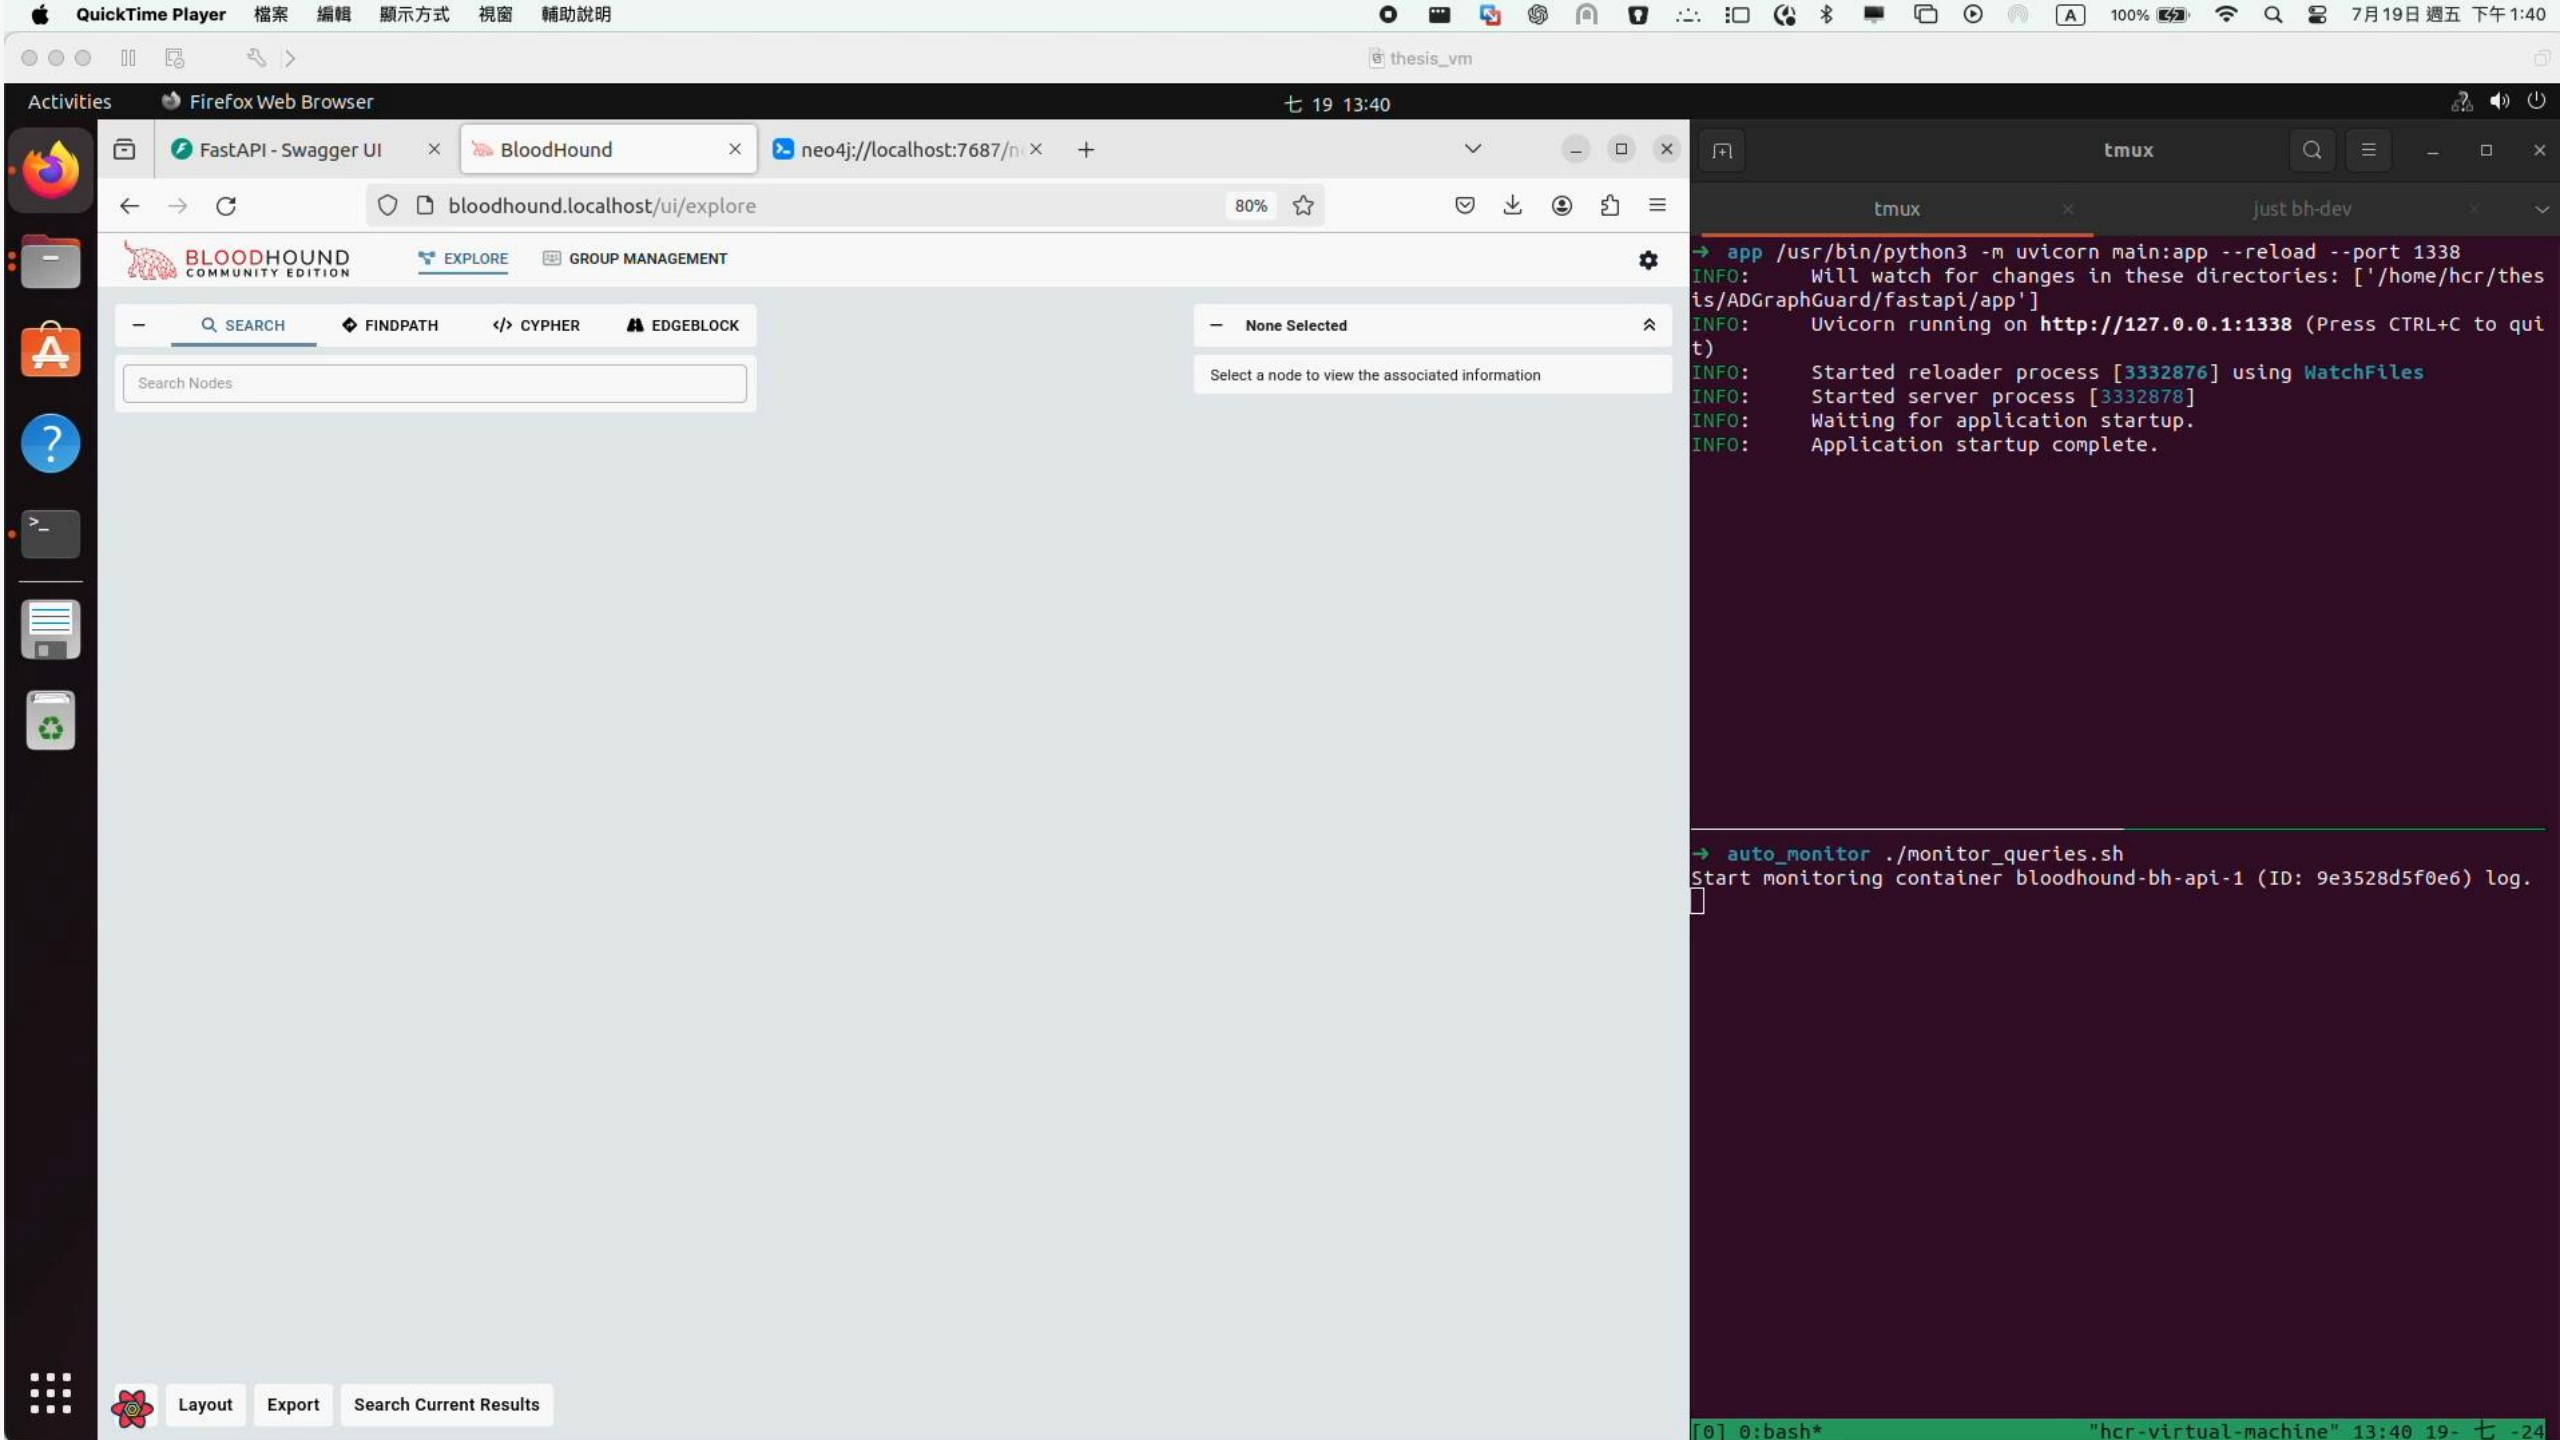 QuickTime Player 檔案 編輯 顯示方式 視窗 輔助說明 A 100% 7月19日 週五 下午1:40
thesis_vm
Activities Firefox Web Browser 七 19 13:40
FastAPI - Swagger UI BloodHound neo4j://localhost:7687/n
bloodhound.localhost/ui/explore 80%
BLOODHOUND
COMMUNITY EDITION
EXPLORE GROUP MANAGEMENT
SEARCH FINDPATH </> CYPHER EDGEBLOCK
Search Nodes
None Selected
Select a node to view the associated information
Layout Export Search Current Results
tmux
tmux just bh-dev
→ app /usr/bin/python3 -m uvicorn main:app --reload --port 1338
INFO: Will watch for changes in these directories: ['/home/hcr/thes
is/ADGraphGuard/fastapi/app']
INFO: Uvicorn running on http://127.0.0.1:1338 (Press CTRL+C to qui
t)
INFO: Started reloader process [3332876] using WatchFiles
INFO: Started server process [3332878]
INFO: Waiting for application startup.
INFO: Application startup complete.
→ auto_monitor ./monitor_queries.sh
Start monitoring container bloodhound-bh-api-1 (ID: 9e3528d5f0e6) log.
[0] 0:bash* "hcr-virtual-machine" 13:40 19- 七 -24